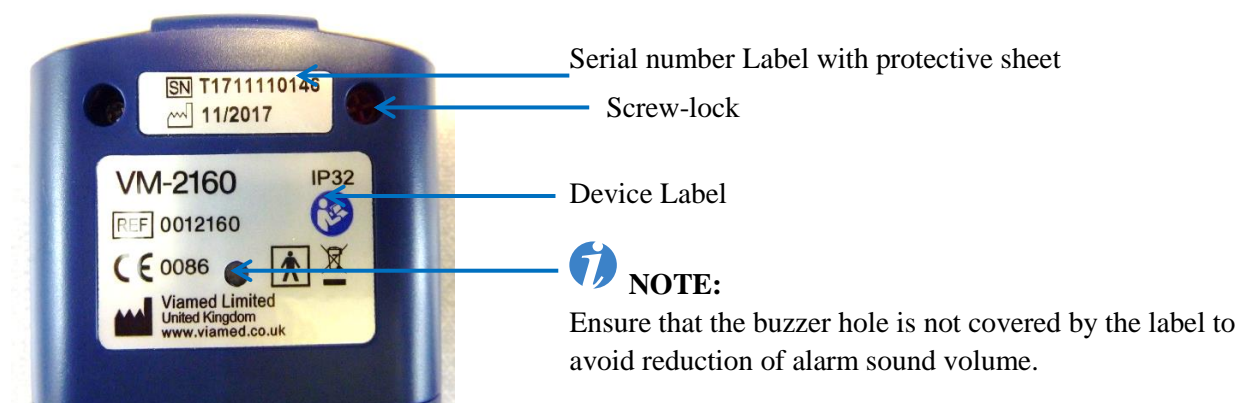 SN T1711110146
11/2017
VM-2160
IP32
REF 0012160
CE 0086
Viamed Limited
United Kingdom
www.viamed.co.uk
Serial number Label with protective sheet
Screw-lock
Device Label
i NOTE:
Ensure that the buzzer hole is not covered by the label to
avoid reduction of alarm sound volume.